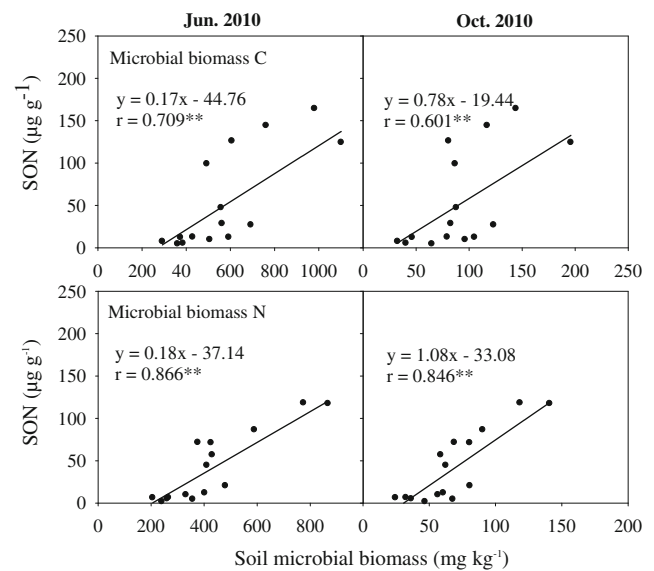 Jun. 2010
Oct. 2010
250
200
150
100
50
0
SON (µg g⁻¹)
Microbial biomass C
y = 0.17x - 44.76
r = 0.709**
y = 0.78x - 19.44
r = 0.601**
0 200 400 600 800 1000
0 50 100 150 200 250
250
200
150
100
50
0
SON (µg g⁻¹)
Microbial biomass N
y = 0.18x - 37.14
r = 0.866**
y = 1.08x - 33.08
r = 0.846**
0 200 400 600 800
0 50 100 150 200
Soil microbial biomass (mg kg⁻¹)